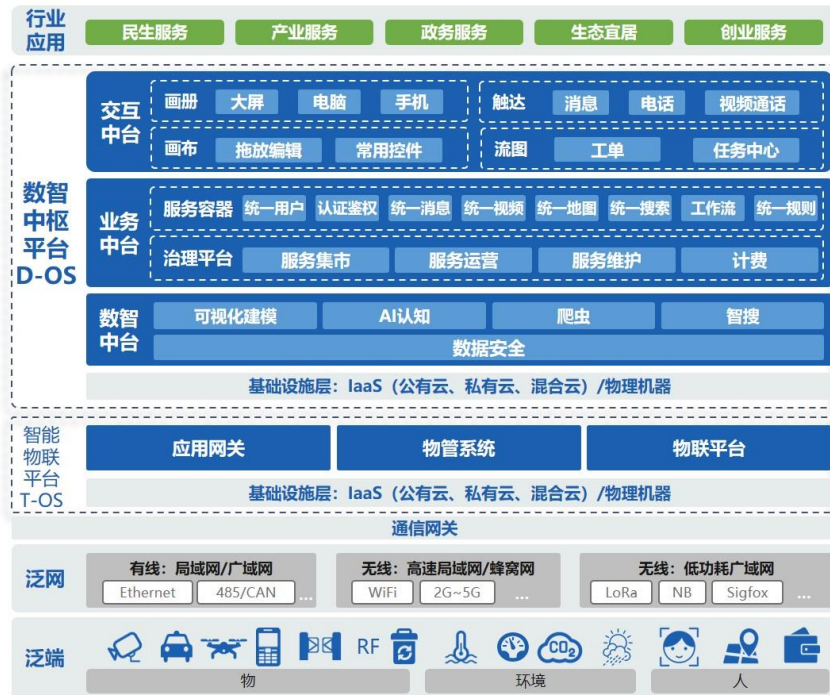 行业
应用
民生服务 产业服务 政务服务 生态宜居 创业服务
数智
中枢
平台
D-OS
交互
中台
画册 大屏 电脑 手机
触达 消息 电话 视频通话
画布 拖放编辑 常用控件
流图 工单 任务中心
业务
中台
服务容器 统一用户 认证鉴权 统一消息 统一视频 统一地图 统一搜索 工作流 统一规则
治理平台 服务集市 服务运营 服务维护 计费
数智
中台
可视化建模 AI认知 爬虫 智搜
数据安全
基础设施层：IaaS（公有云、私有云、混合云）/物理机器
智能
物联
平台
T-OS
应用网关 物管系统 物联平台
基础设施层：IaaS（公有云、私有云、混合云）/物理机器
通信网关
泛网
有线：局域网/广域网
Ethernet 485/CAN ...
无线：高速局域网/蜂窝网
WiFi 2G~5G ...
无线：低功耗广域网
LoRa NB Sigfox ...
泛端
RF CO2
物 环境 人